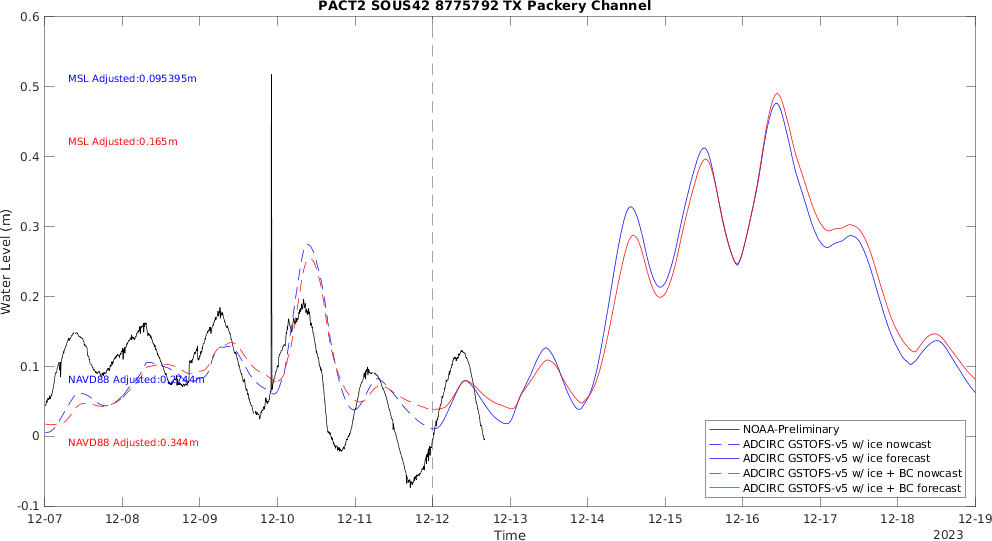 PACT2 SOUS42 8775792 TX Packery Channel
0.6
0.5
0.4
0.3
0.2
0.1
0
-0.1
Water Level (m)
MSL Adjusted:0.095395m
MSL Adjusted:0.165m
NAVD88 Adjusted:
NAVD88 Adjusted:0.344m
NOAA-Preliminary
ADCIRC GSTOFS-v5 w/ ice nowcast
ADCIRC GSTOFS-v5 w/ ice forecast
ADCIRC GSTOFS-v5 w/ ice + BC nowcast
ADCIRC GSTOFS-v5 w/ ice + BC forecast
12-07 12-08 12-09 12-10 12-11 12-12 12-13 12-14 12-15 12-16 12-17 12-18 12-19
Time
2023